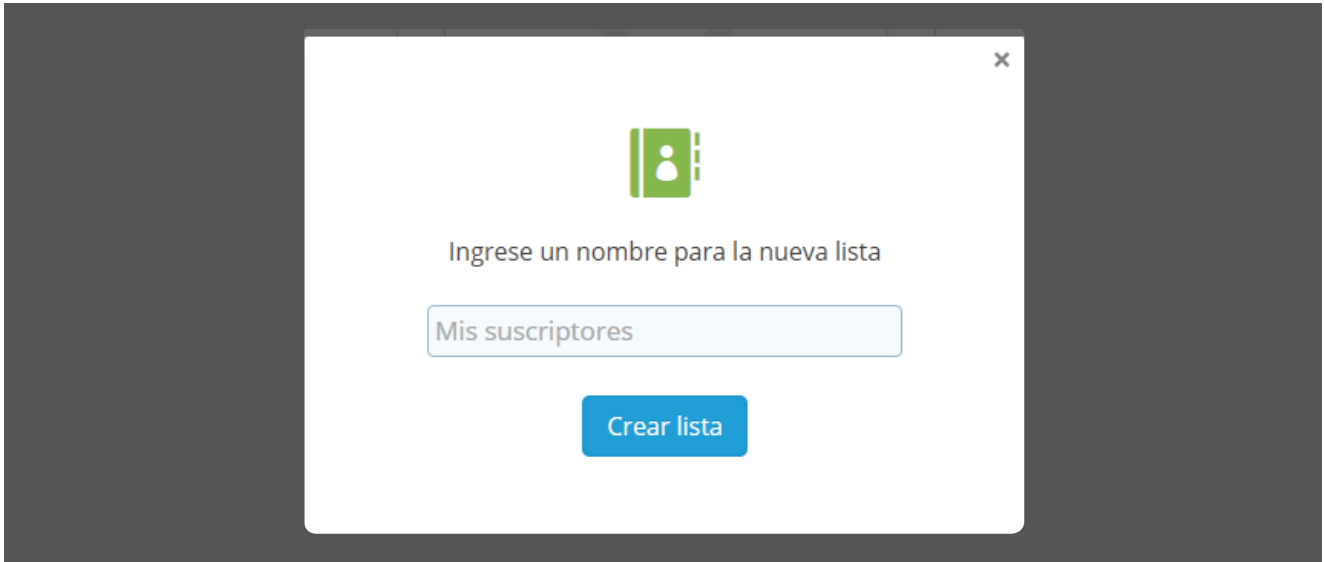 Ingrese un nombre para la nueva lista
Mis suscriptores
Crear lista